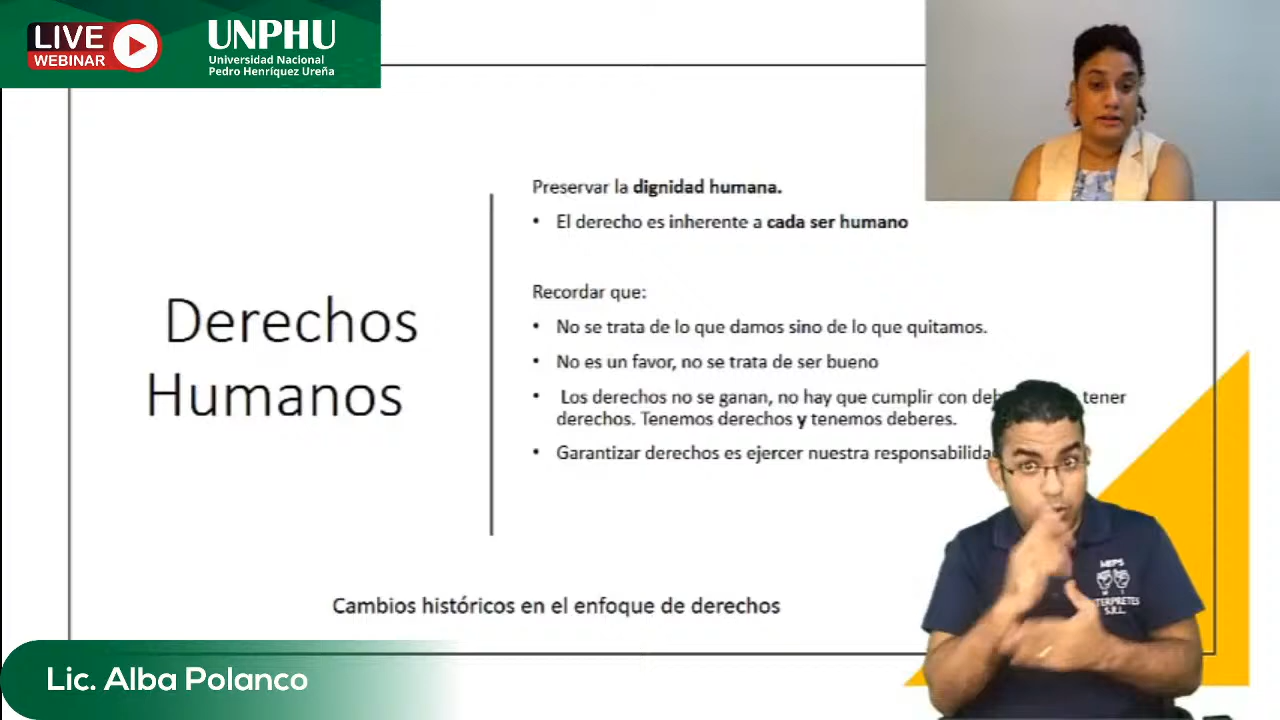 LIVE
WEBINAR
UNPHU
Universidad Nacional
Pedro Henríquez Ureña
Preservar la dignidad humana.
• El derecho es inherente a cada ser humano
Recordar que:
• No se trata de lo que damos sino de lo que quitamos.
• No es un favor, no se trata de ser bueno
• Los derechos no se ganan, no hay que cumplir con tener
derechos. Tenemos derechos y tenemos deberes.
• Garantizar derechos es ejercer nuestra
Derechos
Humanos
Cambios históricos en el enfoque de derechos
Lic. Alba Polanco
S.R.L.